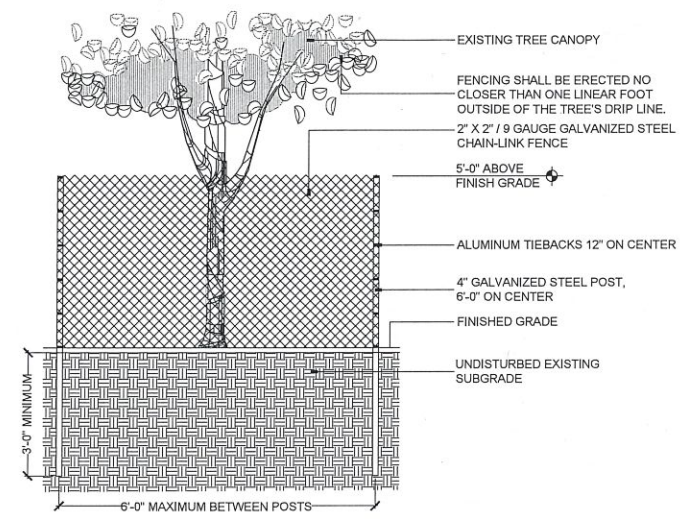 EXISTING TREE CANOPY
FENCING SHALL BE ERECTED NO
CLOSER THAN ONE LINEAR FOOT
OUTSIDE OF THE TREE'S DRIP LINE.
2" X 2" / 9 GAUGE GALVANIZED STEEL
CHAIN-LINK FENCE
5'-0" ABOVE
FINISH GRADE
ALUMINUM TIEBACKS 12" ON CENTER
4" GALVANIZED STEEL POST,
6'-0" ON CENTER
FINISHED GRADE
UNDISTURBED EXISTING
SUBGRADE
3'-0" MINIMUM
6'-0" MAXIMUM BETWEEN POSTS